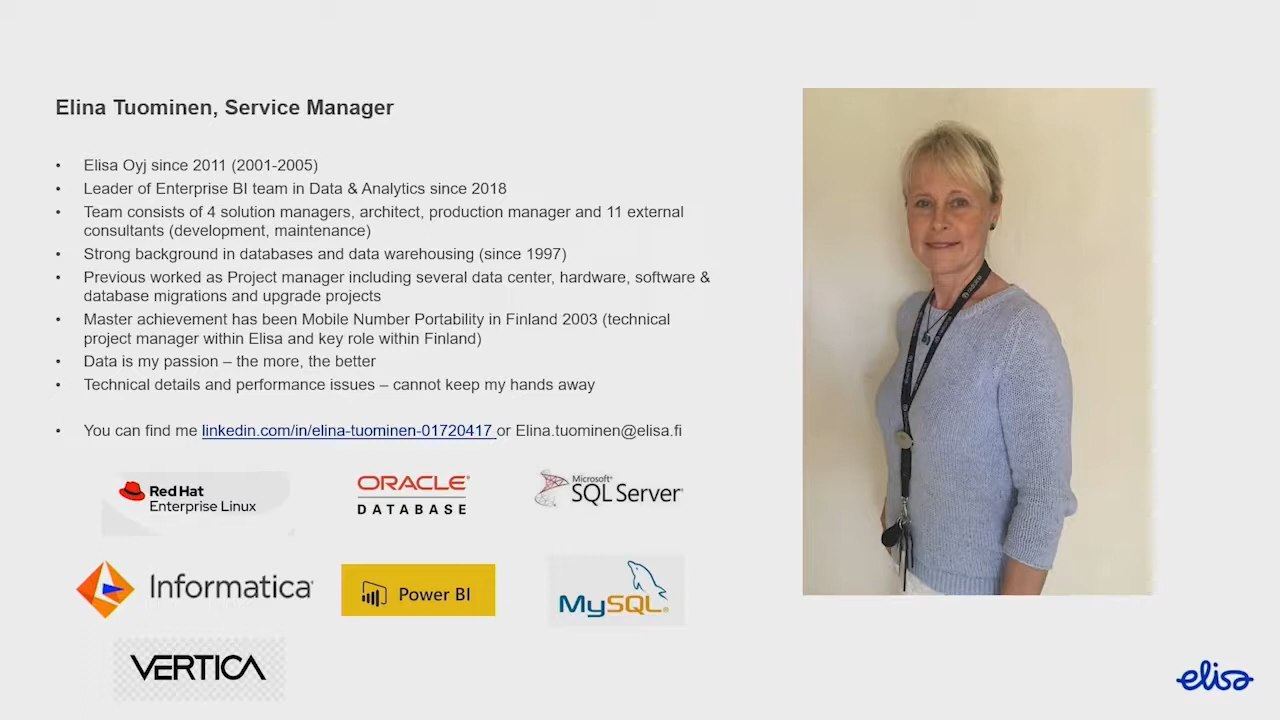 Elina Tuominen, Service Manager
• Elisa Oyj since 2011 (2001-2005)
• Leader of Enterprise BI team in Data & Analytics since 2018
• Team consists of 4 solution managers, architect, production manager and 11 external
consultants (development, maintenance)
• Strong background in databases and data warehousing (since 1997)
• Previous worked as Project manager including several data center, hardware, software &
database migrations and upgrade projects
• Master achievement has been Mobile Number Portability in Finland 2003 (technical
project manager within Elisa and key role within Finland)
• Data is my passion – the more, the better
• Technical details and performance issues – cannot keep my hands away
• You can find me linkedin.com/in/elina-tuominen-01720417 or Elina.tuominen@elisa.fi
Red Hat
Enterprise Linux
ORACLE®
DATABASE
Microsoft®
SQL Server®
Informatica®
Power BI
MySQL®
VERTICA
elisa